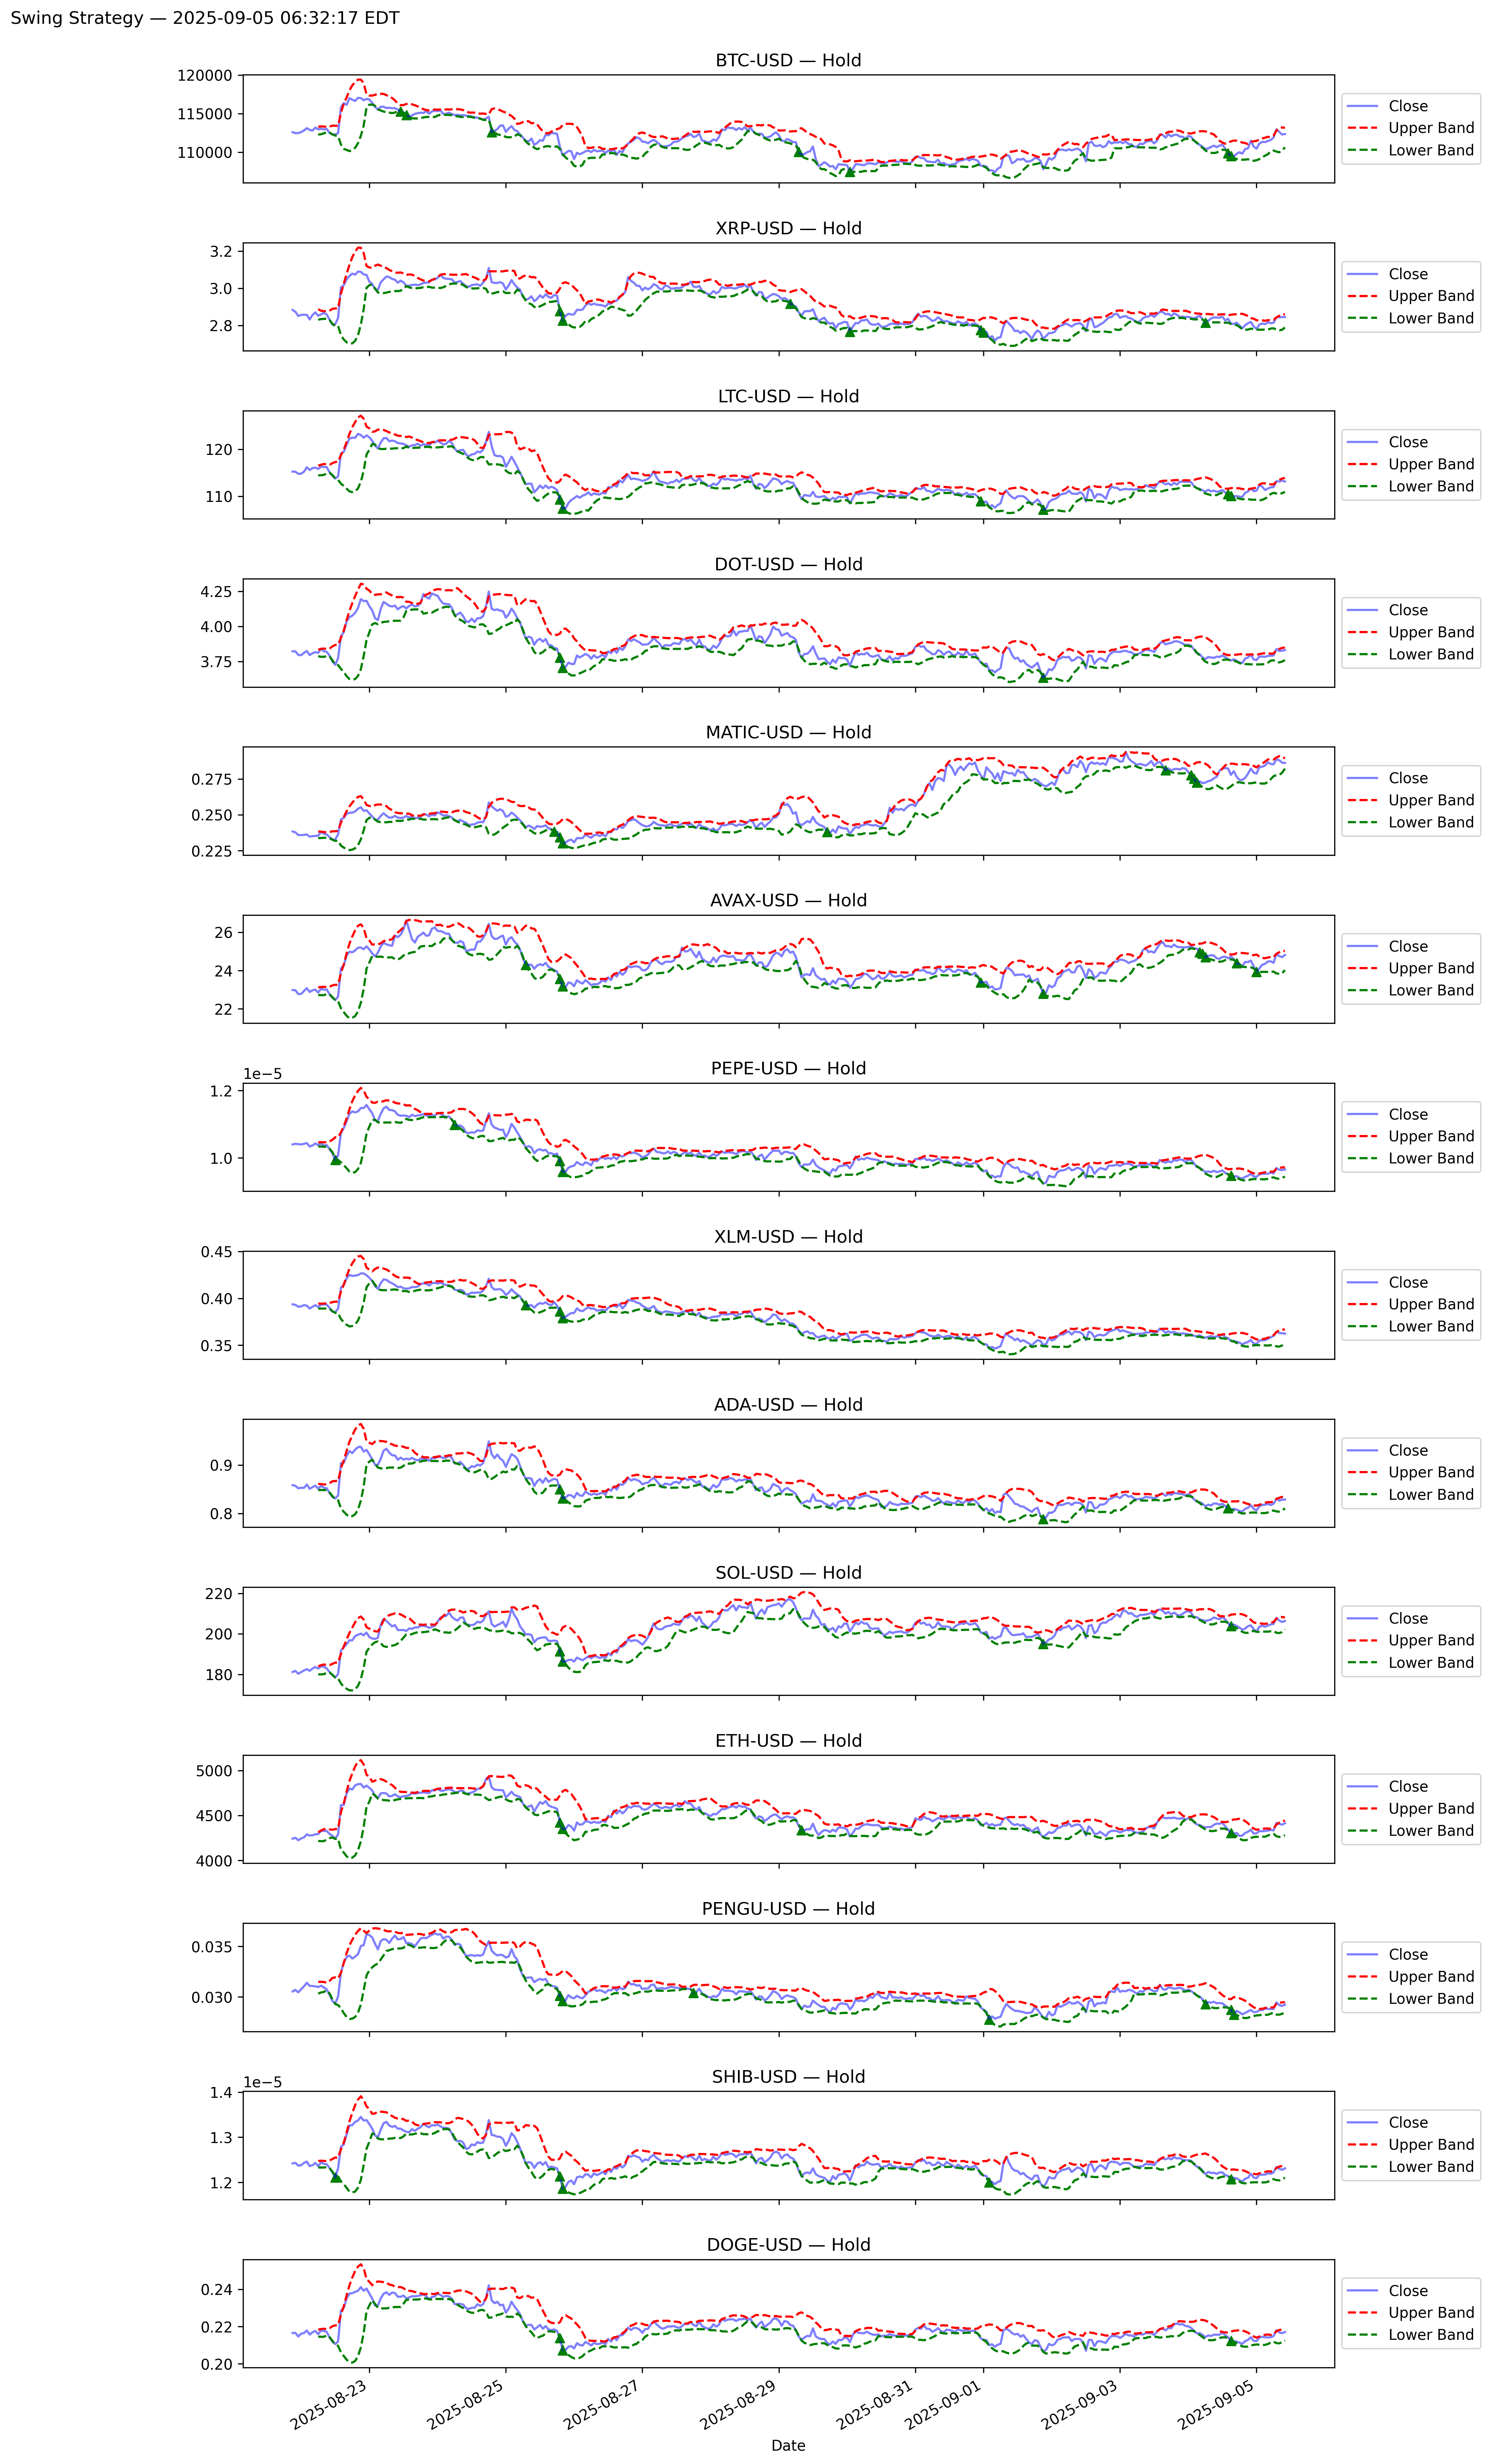 Swing Strategy — 2025-09-05 06:32:17 EDT
BTC-USD — Hold
120000
115000
110000
Close
Upper Band
Lower Band
XRP-USD — Hold
3.2
3.0
2.8
Close
Upper Band
Lower Band
LTC-USD — Hold
120
110
Close
Upper Band
Lower Band
DOT-USD — Hold
4.25
4.00
3.75
Close
Upper Band
Lower Band
MATIC-USD — Hold
0.275
0.250
0.225
Close
Upper Band
Lower Band
AVAX-USD — Hold
26
24
22
Close
Upper Band
Lower Band
PEPE-USD — Hold
1e−5
1.2
1.0
Close
Upper Band
Lower Band
XLM-USD — Hold
0.45
0.40
0.35
Close
Upper Band
Lower Band
ADA-USD — Hold
0.9
0.8
Close
Upper Band
Lower Band
SOL-USD — Hold
220
200
180
Close
Upper Band
Lower Band
ETH-USD — Hold
5000
4500
4000
Close
Upper Band
Lower Band
PENGU-USD — Hold
0.035
0.030
Close
Upper Band
Lower Band
SHIB-USD — Hold
1e−5
1.4
1.3
1.2
Close
Upper Band
Lower Band
DOGE-USD — Hold
0.24
0.22
0.20
Close
Upper Band
Lower Band
2025-08-23
2025-08-25
2025-08-27
2025-08-29
2025-08-31
2025-09-01
2025-09-03
2025-09-05
Date